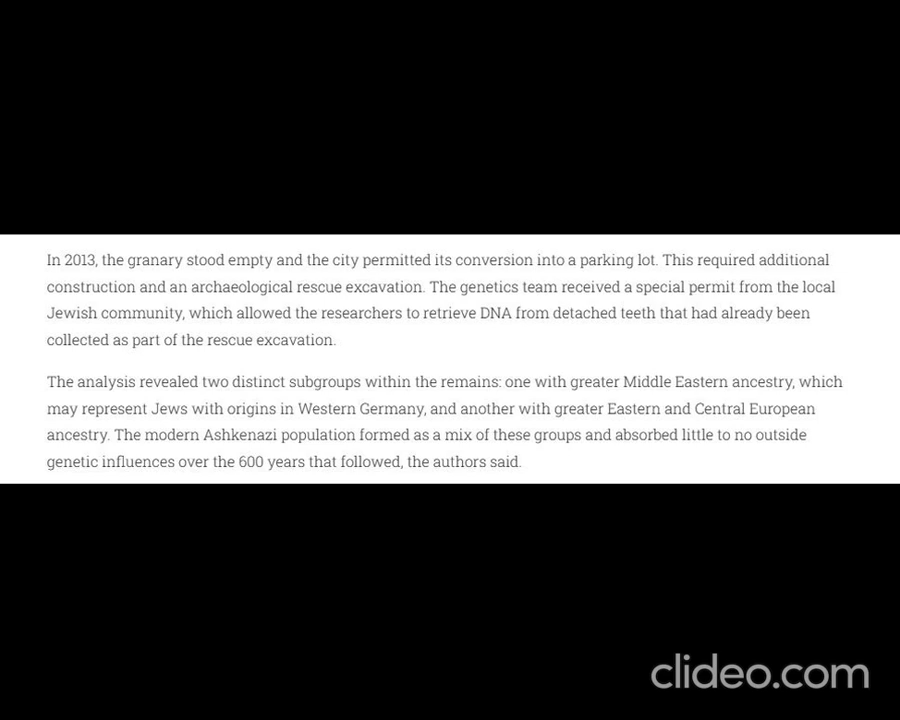 In 2013, the granary stood empty and the city permitted its conversion into a parking lot. This required additional
construction and an archaeological rescue excavation. The genetics team received a special permit from the local
Jewish community, which allowed the researchers to retrieve DNA from detached teeth that had already been
collected as part of the rescue excavation.
The analysis revealed two distinct subgroups within the remains: one with greater Middle Eastern ancestry, which
may represent Jews with origins in Western Germany, and another with greater Eastern and Central European
ancestry. The modern Ashkenazi population formed as a mix of these groups and absorbed little to no outside
genetic influences over the 600 years that followed, the authors said.
clideo.com